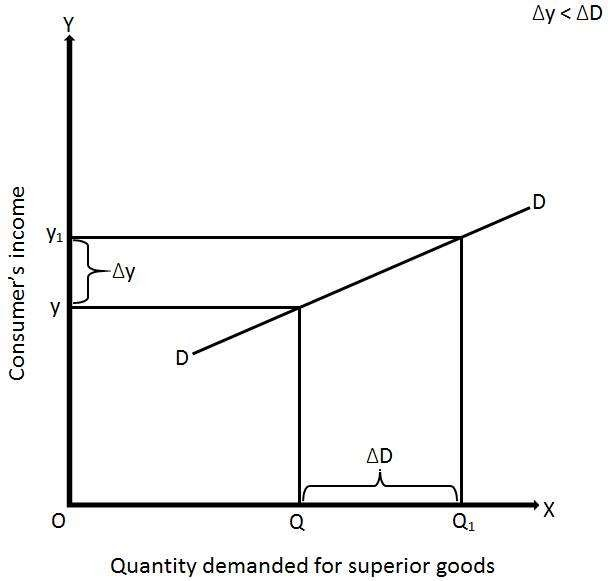 Δy < ΔD
Y
Consumer's income
D
y₁
Δy
y
D
ΔD
O
Q
Q₁
X
Quantity demanded for superior goods